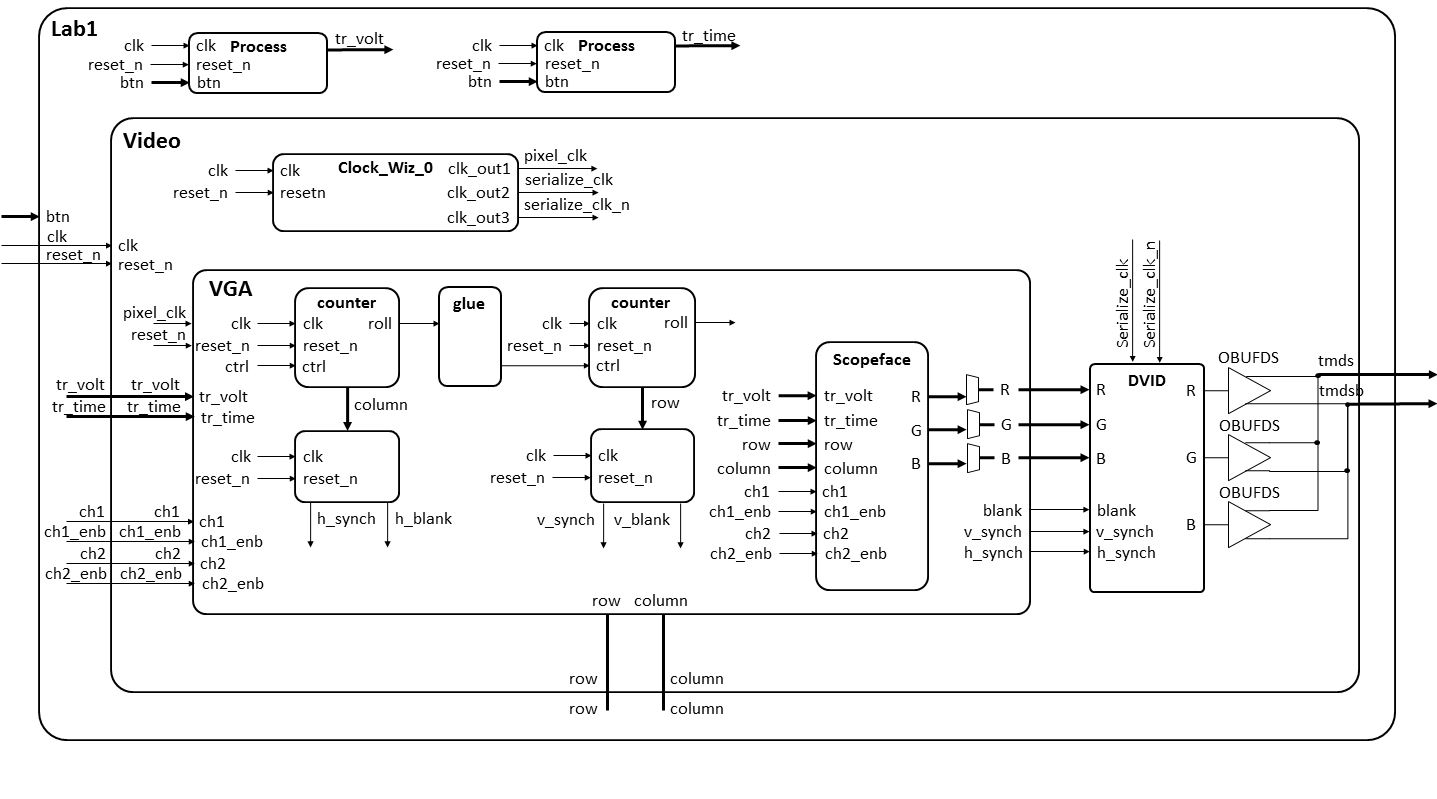 Lab1
clk
reset_n
btn
clk Process
reset_n
btn
tr_volt
clk
reset_n
btn
clk Process
reset_n
btn
tr_time
Video
clk
reset_n
clk Clock_Wiz_0 clk_out1
resetn clk_out2
clk_out3
pixel_clk
serialize_clk
serialize_clk_n
btn
clk clk
reset_n reset_n
VGA
pixel_clk
reset_n
tr_volt tr_volt tr_volt
tr_time tr_time tr_time
ch1 ch1 ch1
ch1_enb ch1_enb ch1_enb
ch2 ch2 ch2
ch2_enb ch2_enb ch2_enb
counter
clk clk roll
reset_n reset_n
ctrl ctrl
column
clk clk
reset_n reset_n
h_synch h_blank
glue
counter
clk clk roll
reset_n reset_n
ctrl
row
clk clk
reset_n reset_n
v_synch v_blank
Scopeface
tr_volt tr_volt R
tr_time tr_time G
row row
column column B
ch1 ch1
ch1_enb ch1_enb
ch2 ch2
ch2_enb ch2_enb
R
G
B
blank
v_synch
h_synch
Serialize_clk
Serialize_clk_n
DVID
R R
G G
B B
blank
v_synch
h_synch
OBUFDS
OBUFDS
OBUFDS
tmds
tmdsb
row column
row column
row column